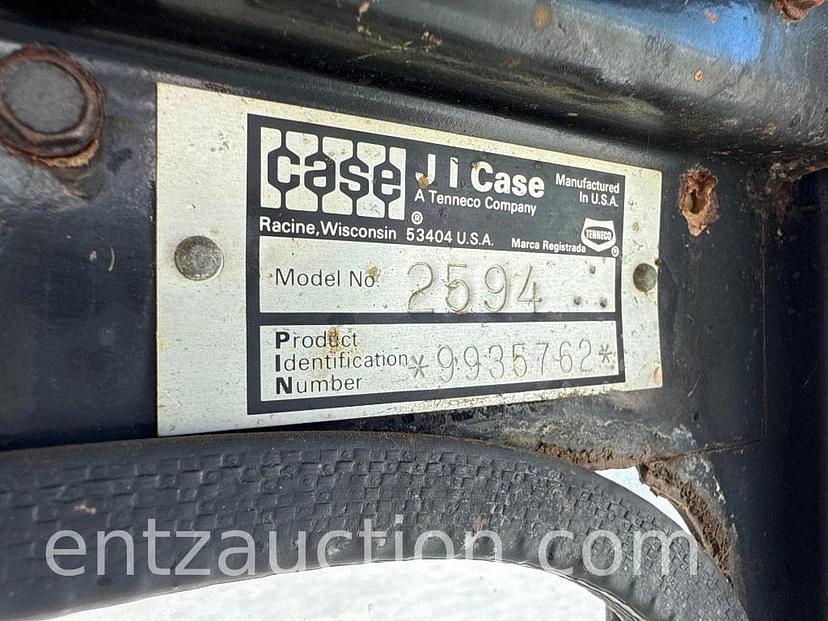 case J I Case Manufactured In U.S.A.
A Tenneco Company
®
Racine, Wisconsin 53404 U.S.A. Marca Registrada TENNECO ®
Model No. 2594
Product
Identification
Number *9935762*
entzauction.com